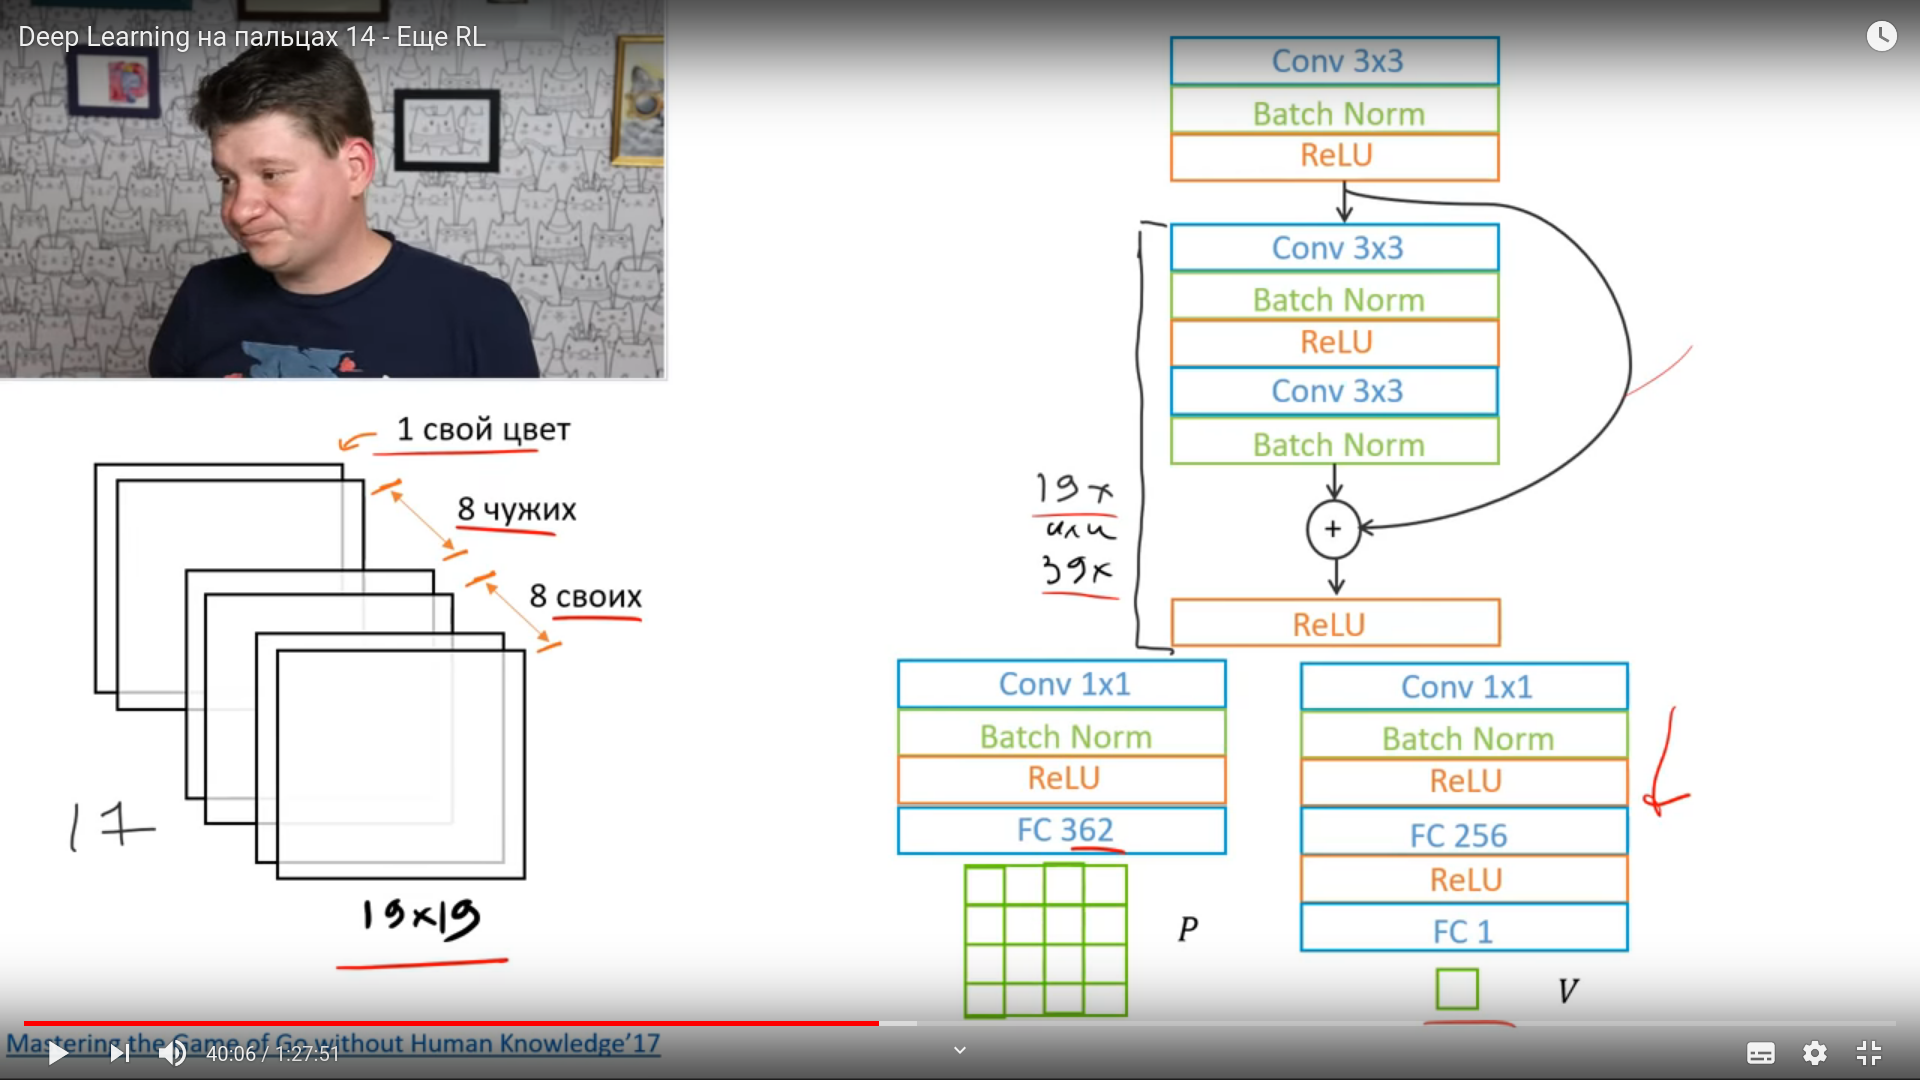 Deep Learning на пальцах 14 - Еще RL
Conv 3x3
Batch Norm
ReLU
Conv 3x3
Batch Norm
ReLU
Conv 3x3
Batch Norm
+
ReLU
19x
или
39x
1 свой цвет
8 чужих
8 своих
17
19x19
Conv 1x1
Batch Norm
ReLU
FC 362
P
Conv 1x1
Batch Norm
ReLU
FC 256
ReLU
FC 1
V
Mastering the Game of Go without Human Knowledge'17
40:06 / 1:27:51